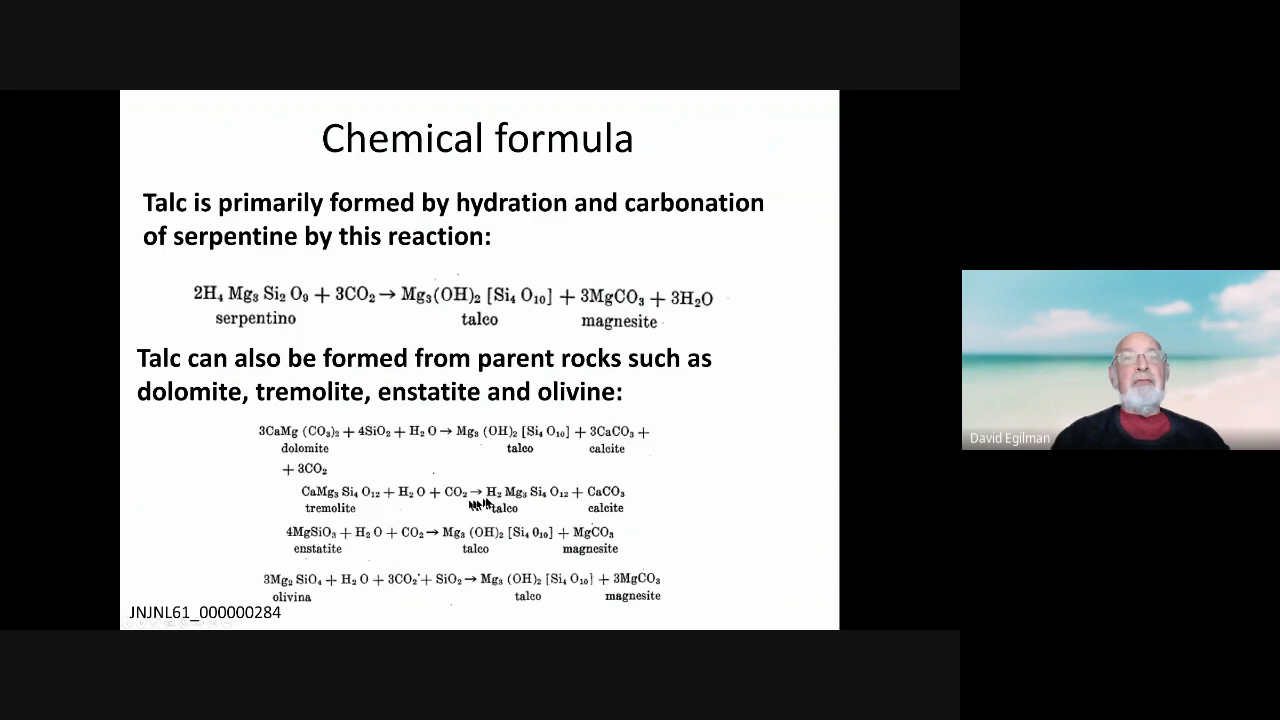 Chemical formula
Talc is primarily formed by hydration and carbonation
of serpentine by this reaction:
2H₄ Mg₃ Si₂ O₉ + 3CO₂ → Mg₃(OH)₂ [Si₄ O₁₀] + 3MgCO₃ + 3H₂O
serpentino talco magnesite
Talc can also be formed from parent rocks such as
dolomite, tremolite, enstatite and olivine:
3CaMg (CO₃)₂ + 4SiO₂ + H₂ O → Mg₃ (OH)₂ [Si₄ O₁₀] + 3CaCO₃ +
dolomite talco calcite
+ 3CO₂
CaMg₃ Si₄ O₁₂ + H₂ O + CO₂ → H₂ Mg₃ Si₄ O₁₂ + CaCO₃
tremolite talco calcite
4MgSiO₃ + H₂ O + CO₂ → Mg₃ (OH)₂ [Si₄ 0₁₀] + MgCO₃
enstatite talco magnesite
3Mg₂ SiO₄ + H₂ O + 3CO₂ + SiO₂ → Mg₃ (OH)₂ [Si₄ O₁₀] + 3MgCO₃
olivina talco magnesite
JNJNL61_000000284
David Egilman